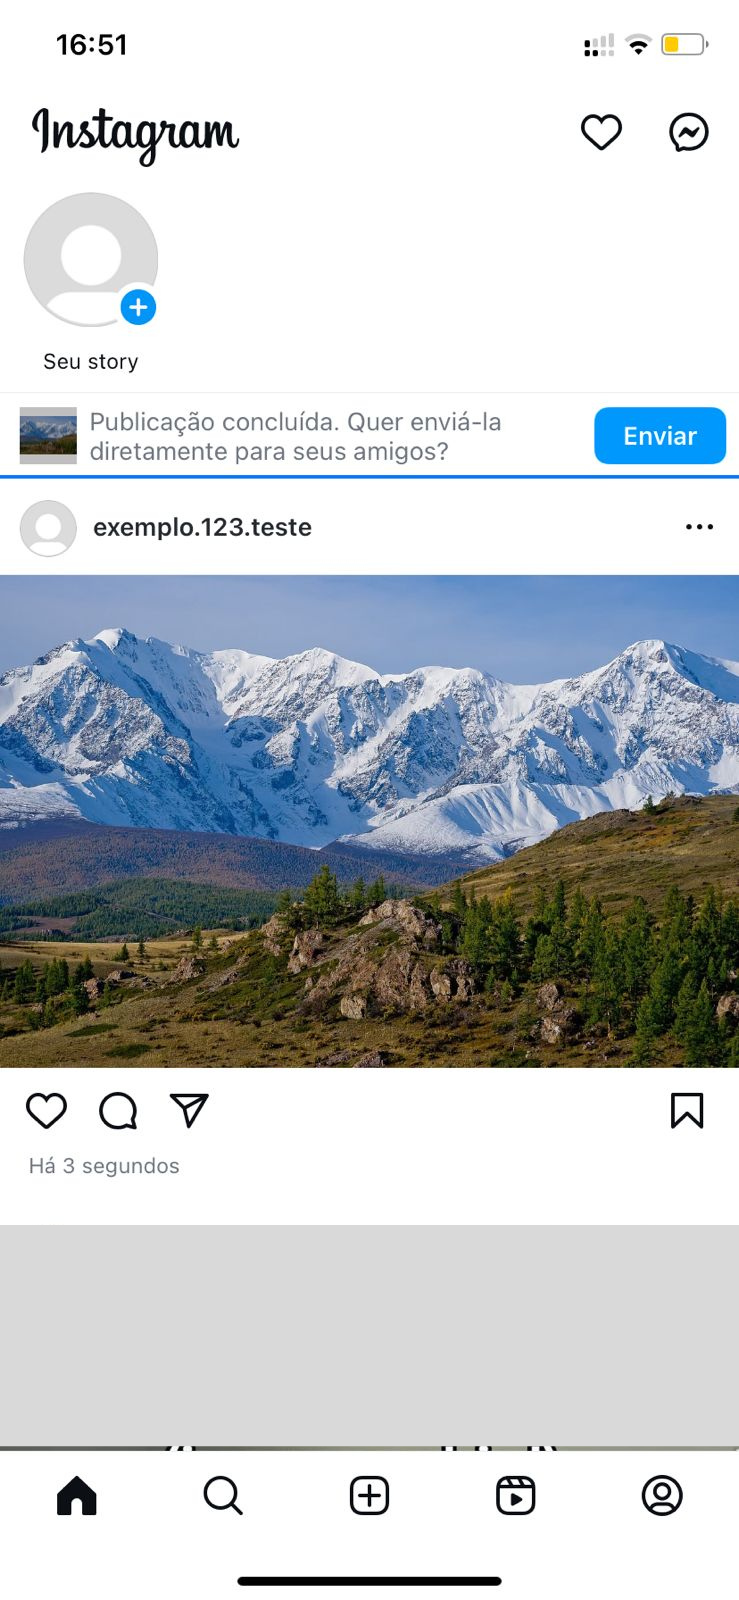 16:51
Instagram
Seu story
Publicação concluída. Quer enviá-la
diretamente para seus amigos?
Enviar
exemplo.123.teste
Há 3 segundos